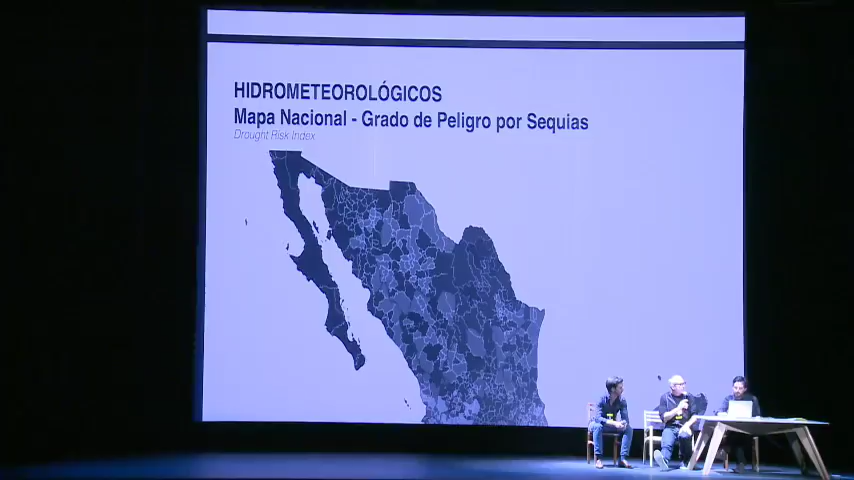 HIDROMETEOROLÓGICOS
Mapa Nacional - Grado de Peligro por Sequias
Drought Risk Index